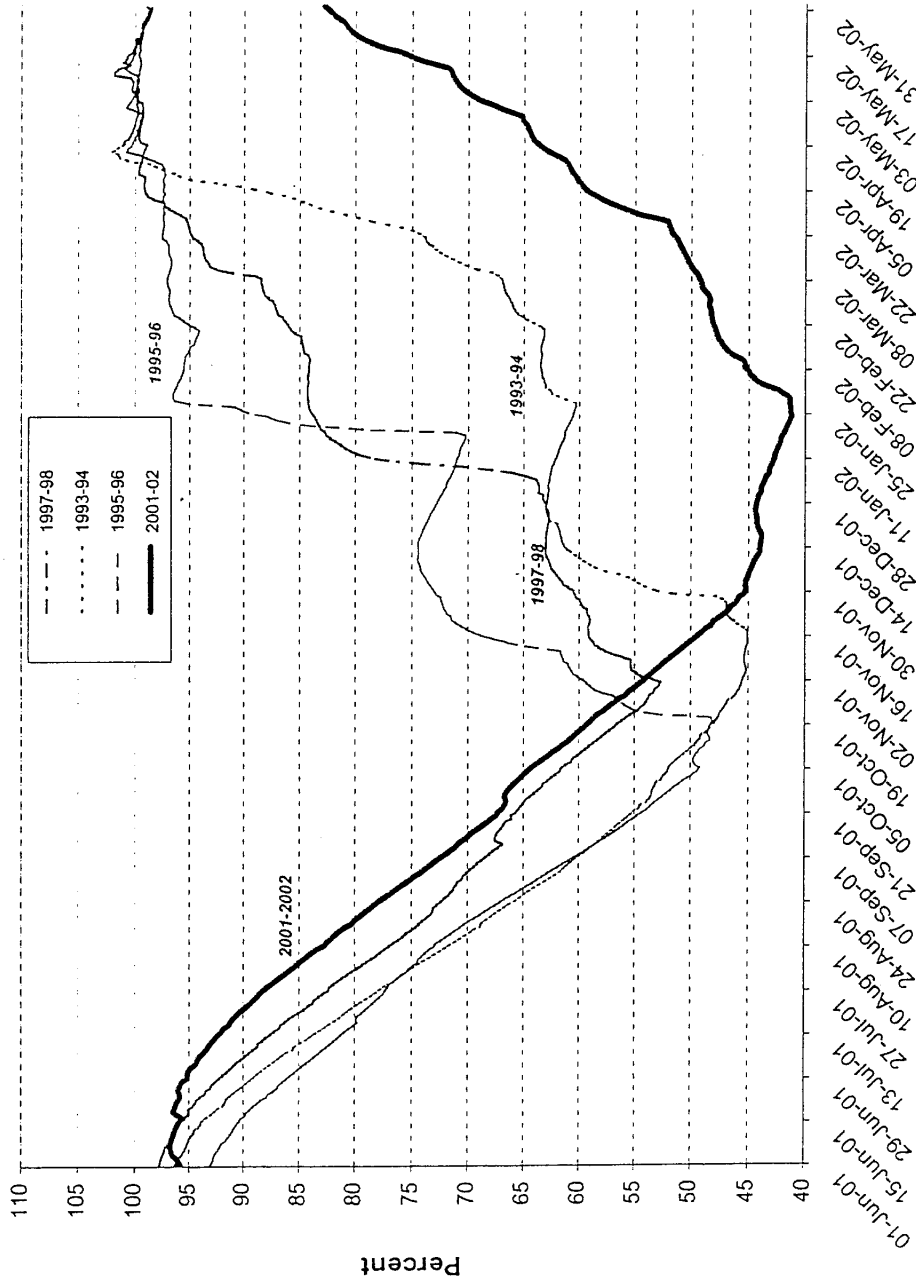 110
100
95
90
85
80
75
70
65
60
55
50
45
40
Percent
1997-98
1993-94
1995-96
2001-02
1995-96
1993-94
1997-98
2001-2002
01-Jun-01
15-Jun-01
29-Jun-01
13-Jul-01
27-Jul-01
10-Aug-01
24-Aug-01
07-Sep-01
21-Sep-01
05-Oct-01
19-Oct-01
02-Nov-01
16-Nov-01
30-Nov-01
14-Dec-01
28-Dec-01
11-Jan-02
25-Jan-02
08-Feb-02
22-Feb-02
08-Mar-02
22-Mar-02
05-Apr-02
19-Apr-02
03-May-02
17-May-02
31-May-02